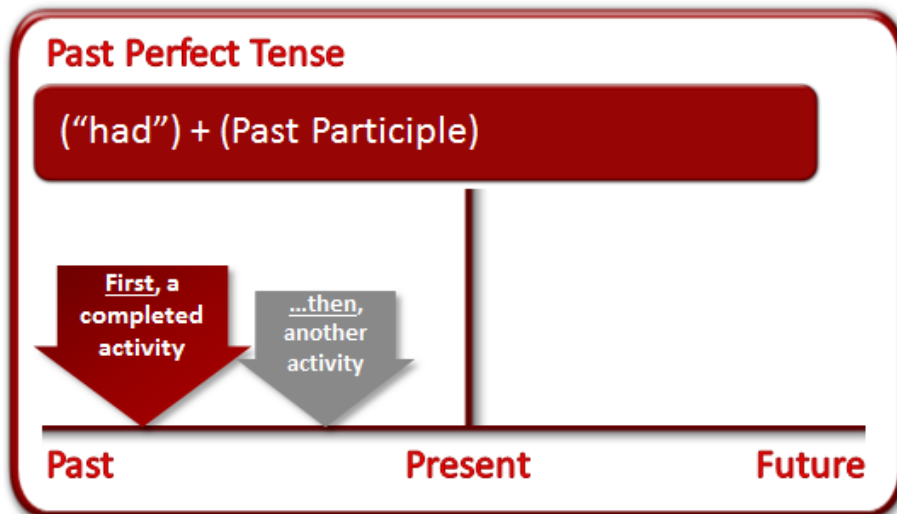 Past Perfect Tense
(“had”) + (Past Participle)
First, a
completed
activity
...then,
another
activity
Past
Present
Future